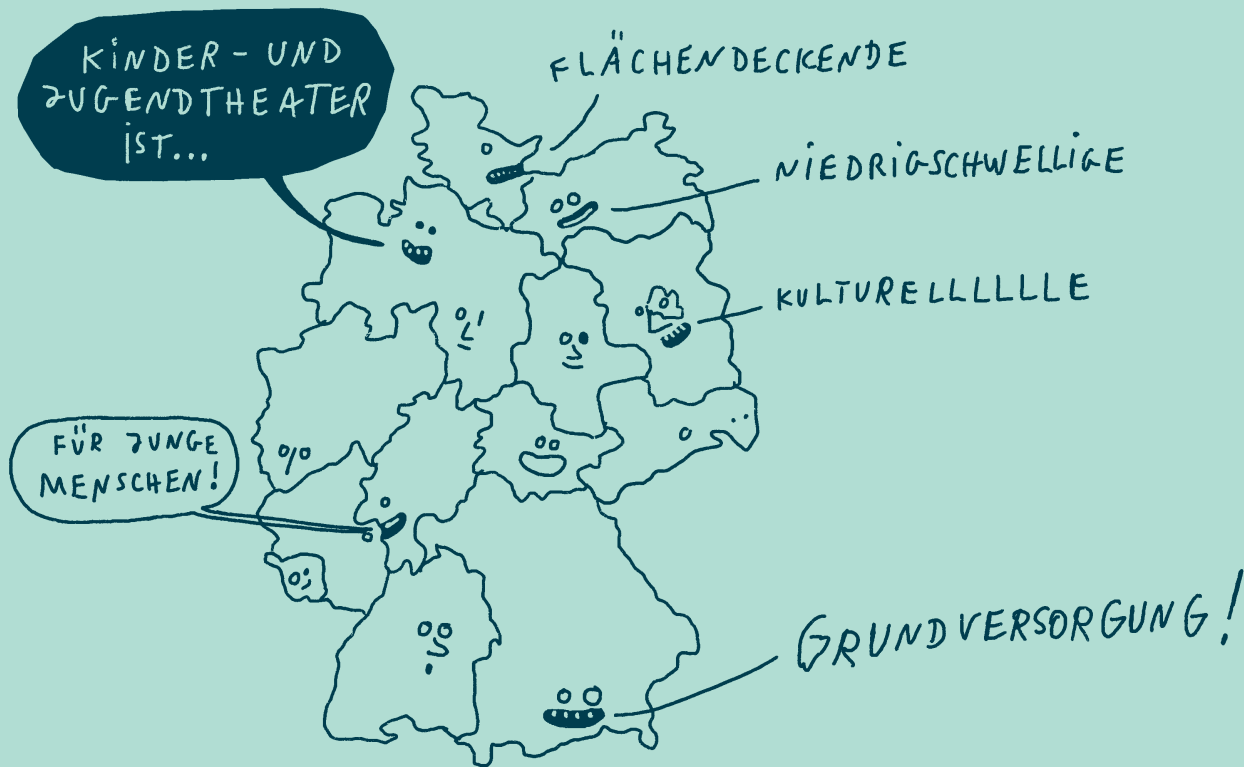 KINDER - UND
JUGENDTHEATER
IST...
FLÄCHENDECKENDE
NIEDRIGSCHWELLIGE
KULTURELLLLLLE
GRUNDVERSORGUNG!
FÜR JUNGE
MENSCHEN!